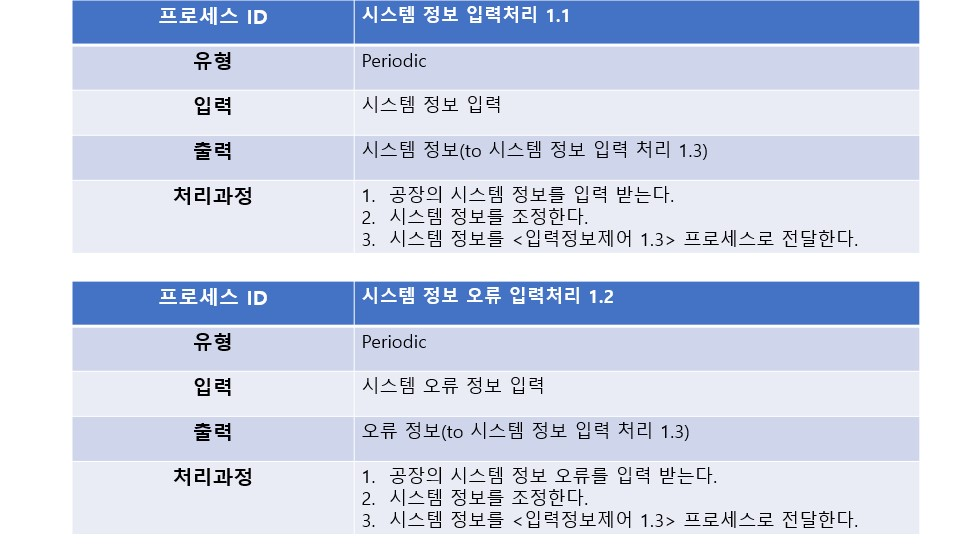 프로세스 ID 시스템 정보 입력처리 1.1
유형 Periodic
입력 시스템 정보 입력
출력 시스템 정보(to 시스템 정보 입력 처리 1.3)
처리과정 1. 공장의 시스템 정보를 입력 받는다.
2. 시스템 정보를 조정한다.
3. 시스템 정보를 <입력정보제어 1.3> 프로세스로 전달한다.
프로세스 ID 시스템 정보 오류 입력처리 1.2
유형 Periodic
입력 시스템 오류 정보 입력
출력 오류 정보(to 시스템 정보 입력 처리 1.3)
처리과정 1. 공장의 시스템 정보 오류를 입력 받는다.
2. 시스템 정보를 조정한다.
3. 시스템 정보를 <입력정보제어 1.3> 프로세스로 전달한다.